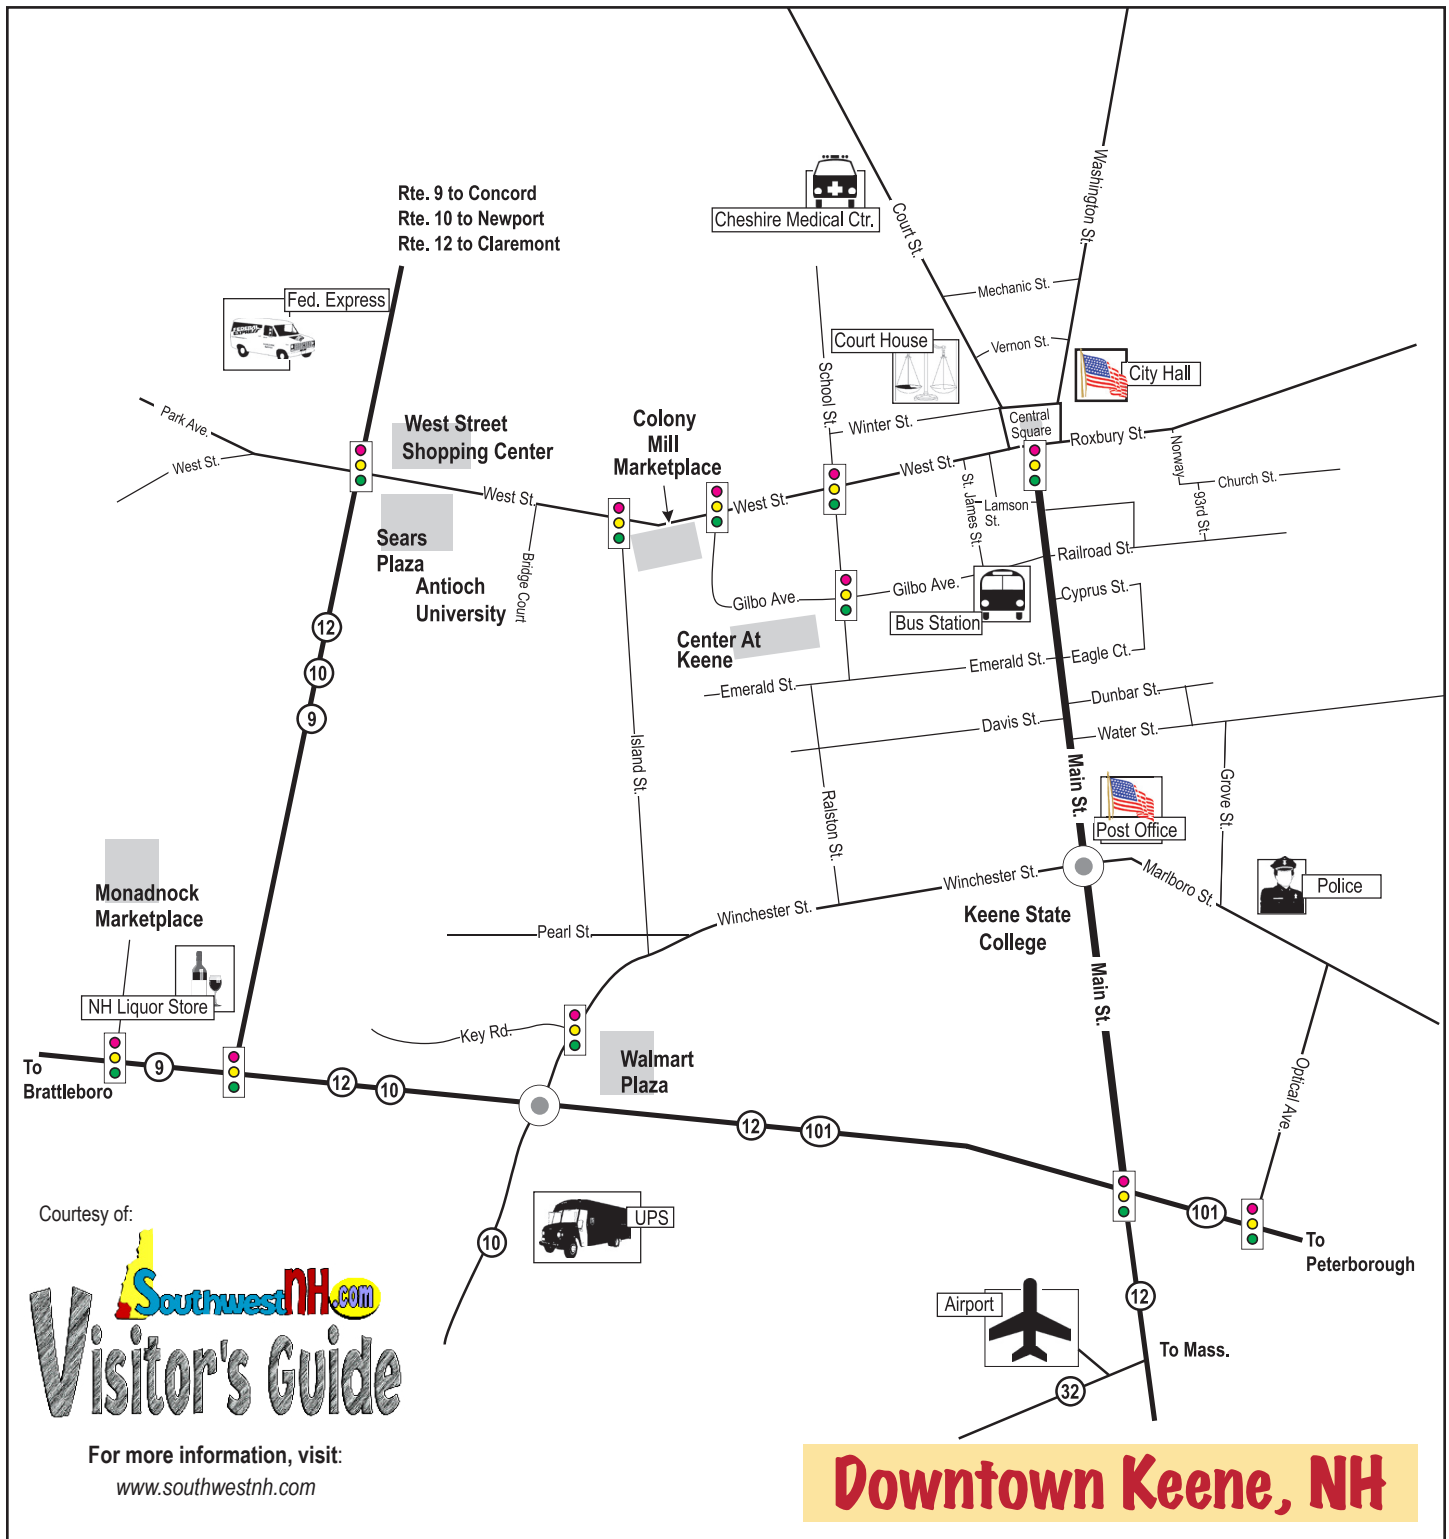 Rte. 9 to Concord
Rte. 10 to Newport
Rte. 12 to Claremont
Cheshire Medical Ctr.
Court St.
Washington St.
Mechanic St.
Vernon St.
Fed. Express
FEDERAL
EXPRESS
Court House
City Hall
School St.
Park Ave.
West St.
West Street
Shopping Center
Colony
Mill
Marketplace
Winter St.
Central
Square
Roxbury St.
Norway
Church St.
93rd St.
West St.
West St.
West St.
St. James St.
Lamson
St.
Sears
Plaza
Antioch
University
Bridge Court
Railroad St.
Gilbo Ave.
Gilbo Ave.
Cyprus St.
Bus Station
Center At
Keene
Emerald St.
Emerald St.
Eagle Ct.
Dunbar St.
Davis St.
Water St.
12
10
9
Island St.
Ralston St.
Main St.
Grove St.
Post Office
Marlboro St.
Police
Winchester St.
Winchester St.
Keene State
College
Pearl St.
Monadnock
Marketplace
NH Liquor Store
Key Rd.
Main St.
Walmart
Plaza
Optical Ave.
To
Brattleboro
9
12
10
12
101
101
To
Peterborough
10
UPS
Airport
12
To Mass.
32
Courtesy of:
SouthwestNH.com
Visitor's Guide
For more information, visit:
www.southwestnh.com
Downtown Keene, NH